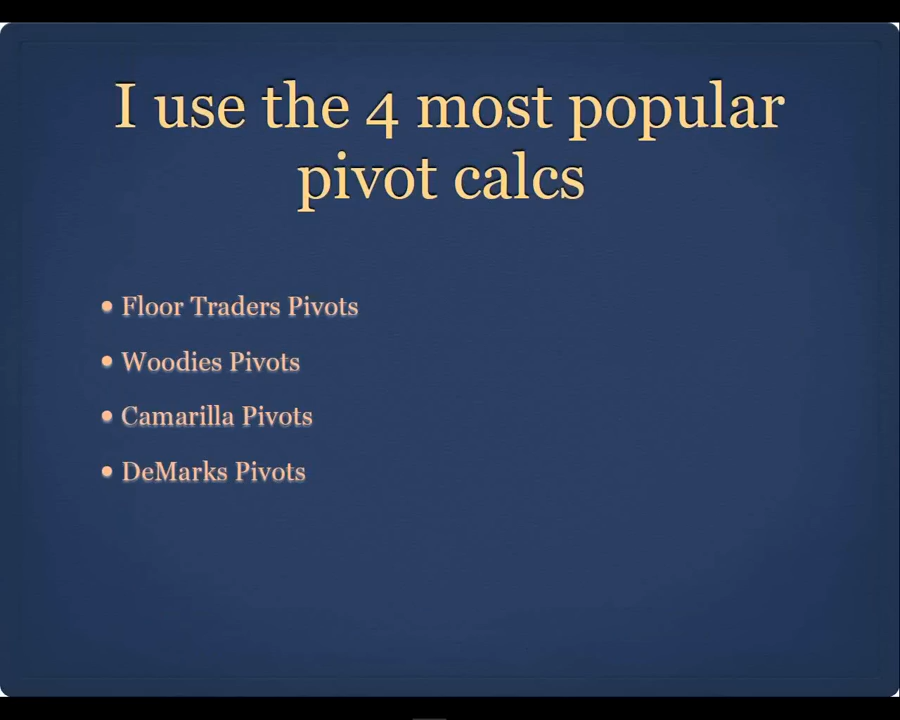 I use the 4 most popular
pivot calcs
• Floor Traders Pivots
• Woodies Pivots
• Camarilla Pivots
• DeMarks Pivots